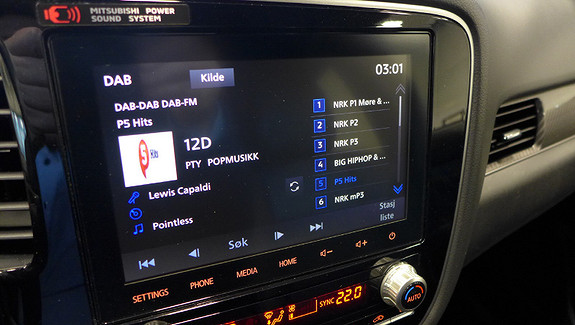 MITSUBISHI POWER
SOUND SYSTEM
DAB
Kilde
03:01
DAB-DAB DAB-FM
P5 Hits
5
Hits
12D
PTY POPMUSIKK
Lewis Capaldi
Pointless
1 NRK P1 Møre & ...
2 NRK P2
3 NRK P3
4 BIG HIPHOP & ...
5 P5 Hits
6 NRK mP3
Søk
Stasj
liste
SETTINGS
PHONE
MEDIA
HOME
SYNC 22.0
AUTO